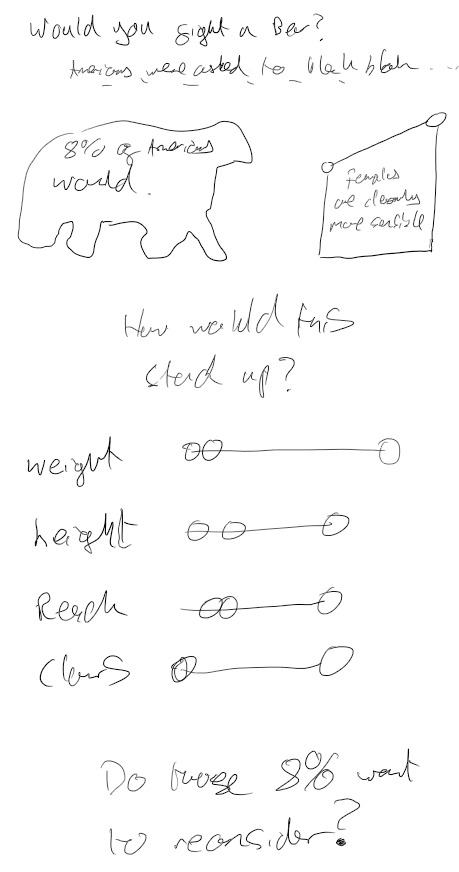 Would you fight a Bear?
Americans were asked to blah blah ...
8% of Americans
would.
Females
are clearly
more sensible
How would this
stand up?
weight
height
Reach
Claws
Do those 8% want
to reconsider?